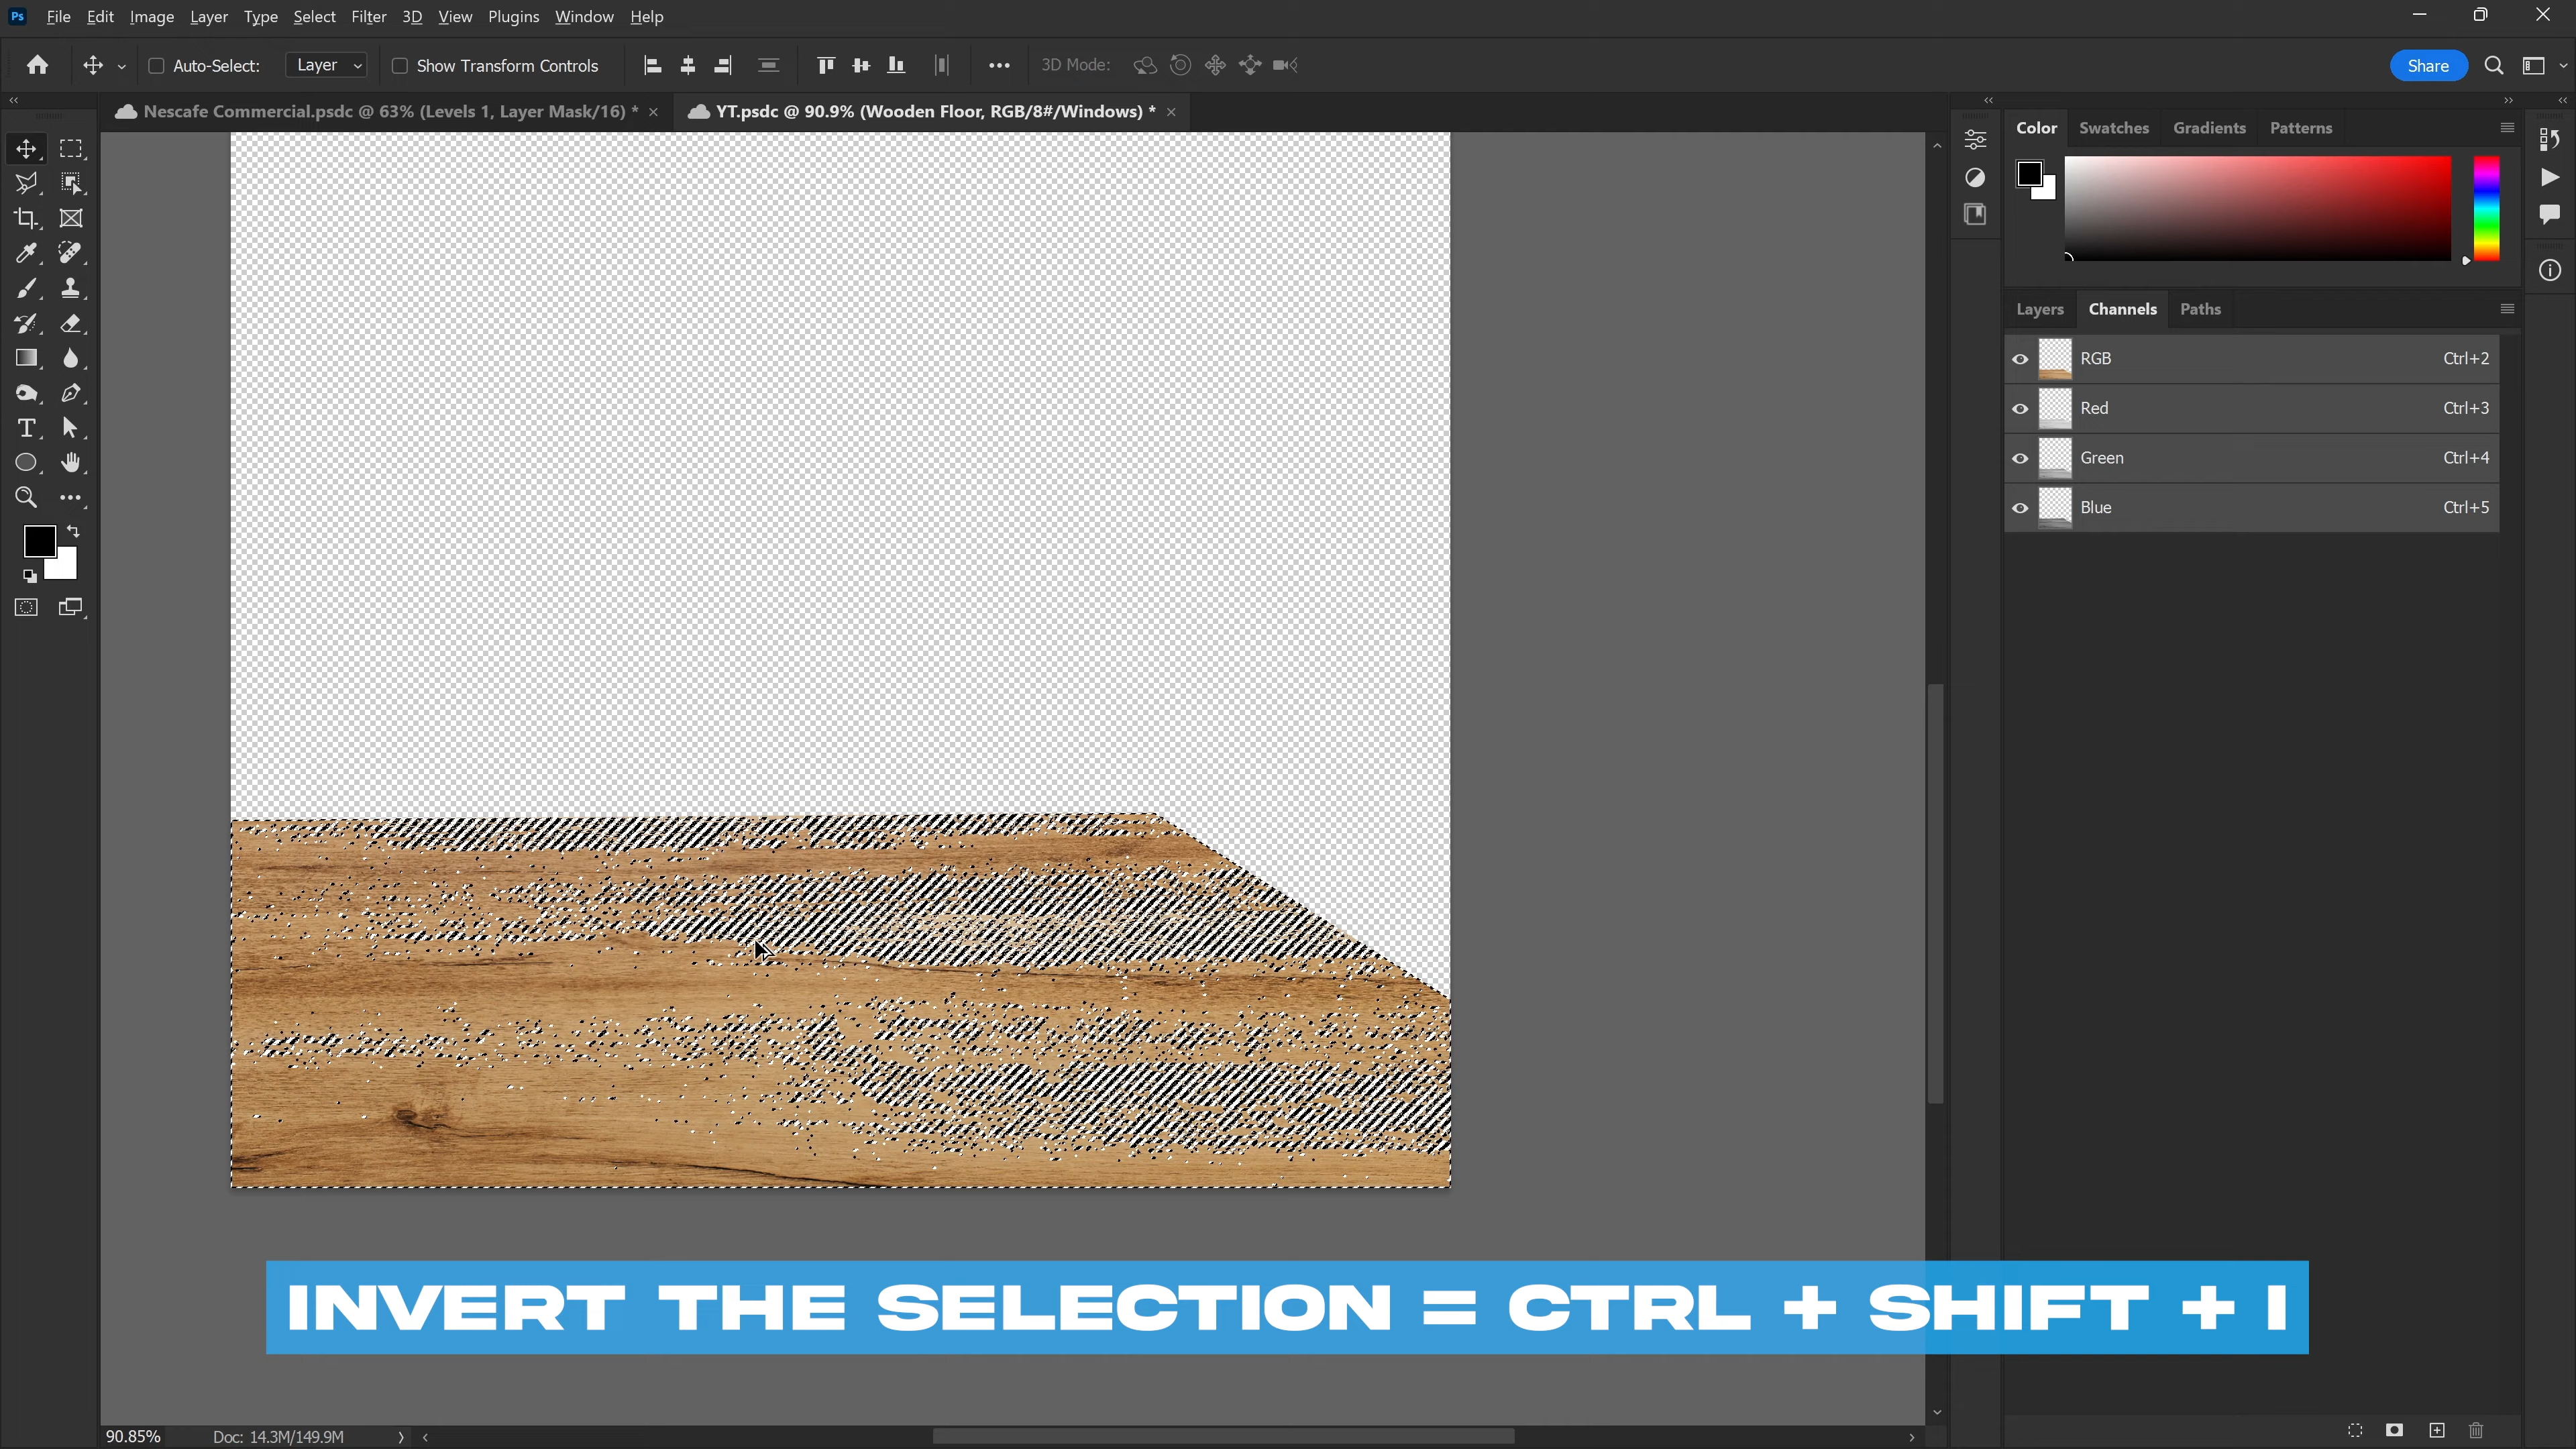 Ps File Edit Image Layer Type Select Filter 3D View Plugins Window Help
Auto-Select: Layer Show Transform Controls 3D Mode: Share
Nescafe Commercial.psdc @ 63% (Levels 1, Layer Mask/16) * × YT.psdc @ 90.9% (Wooden Floor, RGB/8#/Windows) * ×
Color Swatches Gradients Patterns
Layers Channels Paths
RGB Ctrl+2
Red Ctrl+3
Green Ctrl+4
Blue Ctrl+5
INVERT THE SELECTION = CTRL + SHIFT + I
90.85% Doc: 14.3M/149.9M